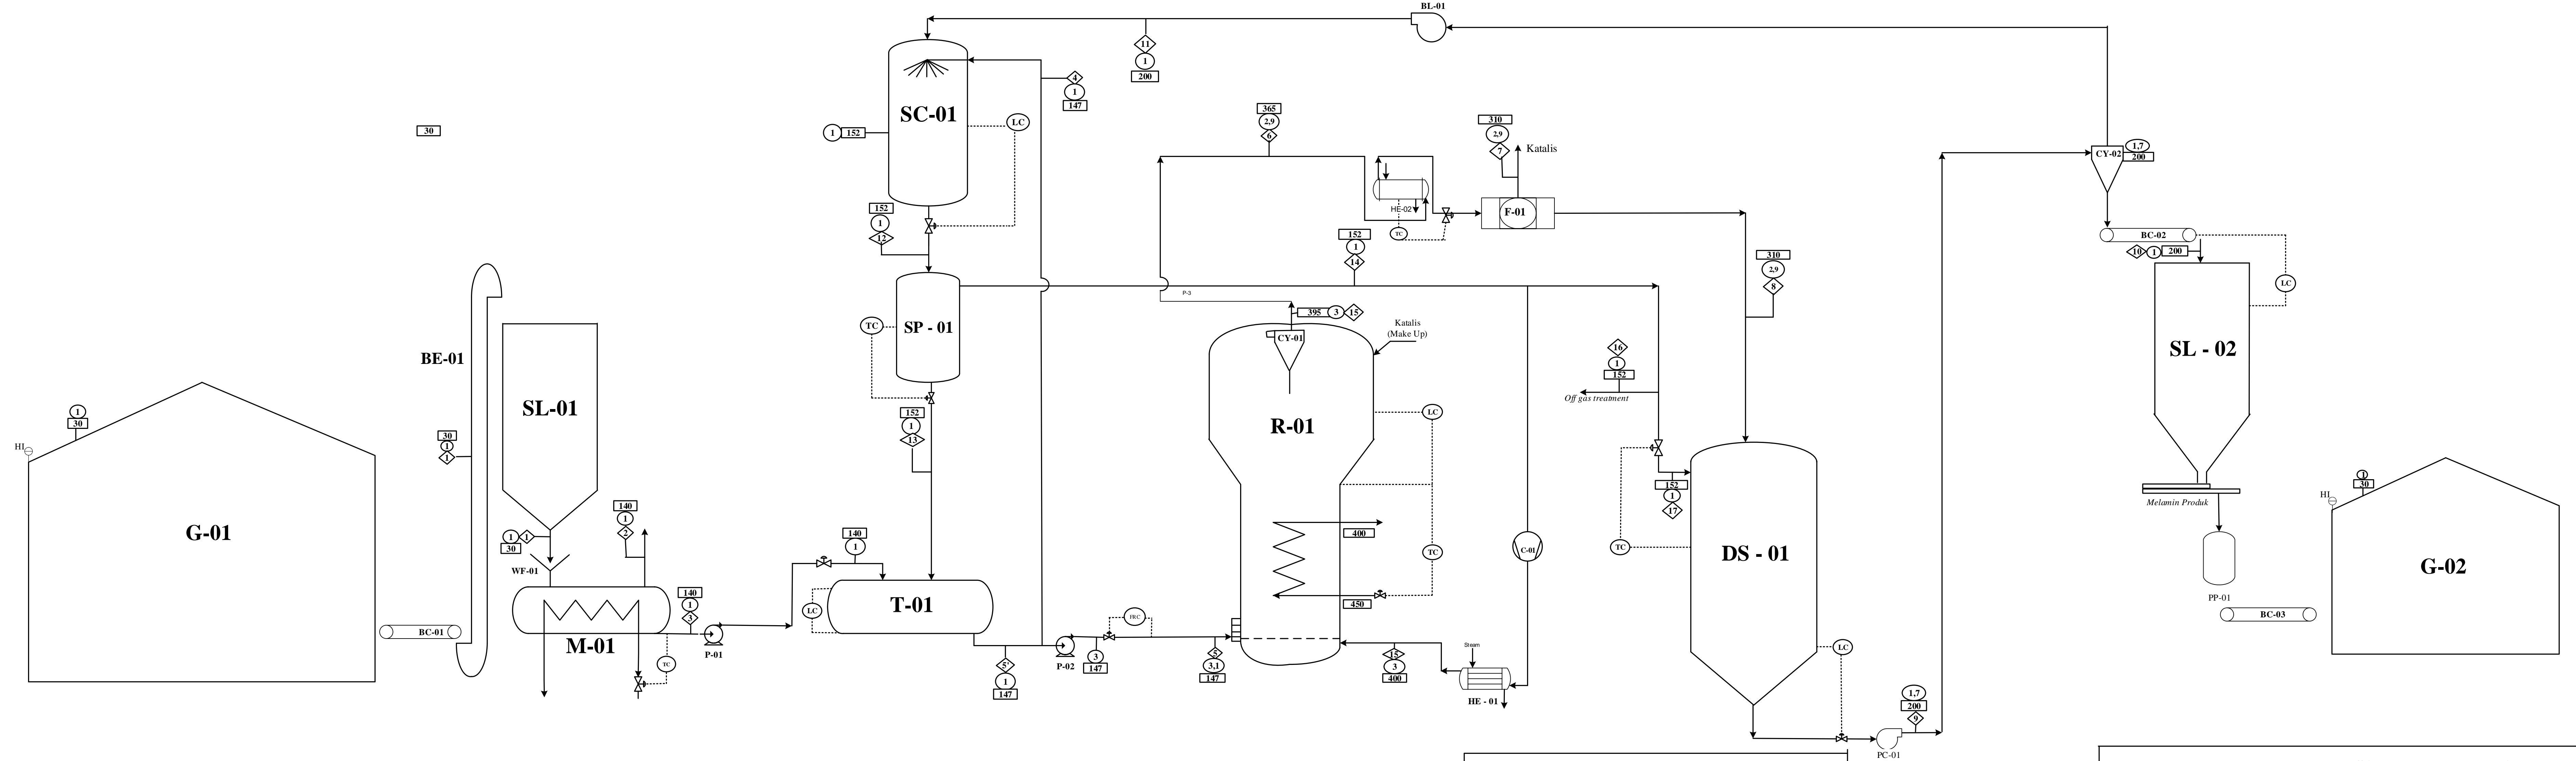 BL-01
11
1
200
4
1
147
SC-01
LC
1
152
30
365
2,9
6
310
2,9
7
Katalis
HE-02
TC
F-01
CY-02
1,7
200
BC-02
10
1
200
LC
SL - 02
152
1
12
152
1
14
310
2,9
8
P-3
395
3
15
Katalis
(Make Up)
CY-01
SP - 01
TC
BE-01
SL-01
16
1
152
Off gas treatment
R-01
LC
1
30
HI
G-01
30
1
1
152
1
13
152
1
17
Melamin Produk
1
30
HI
G-02
140
1
2
1
1
30
WF-01
140
1
T-01
LC
400
TC
450
C-01
TC
DS - 01
PP-01
BC-03
BC-01
M-01
TC
140
1
3
P-01
5'
1
147
P-02
FRC
3
147
5
3,1
147
15
3
400
Steam
HE - 01
LC
1,7
200
9
PC-01